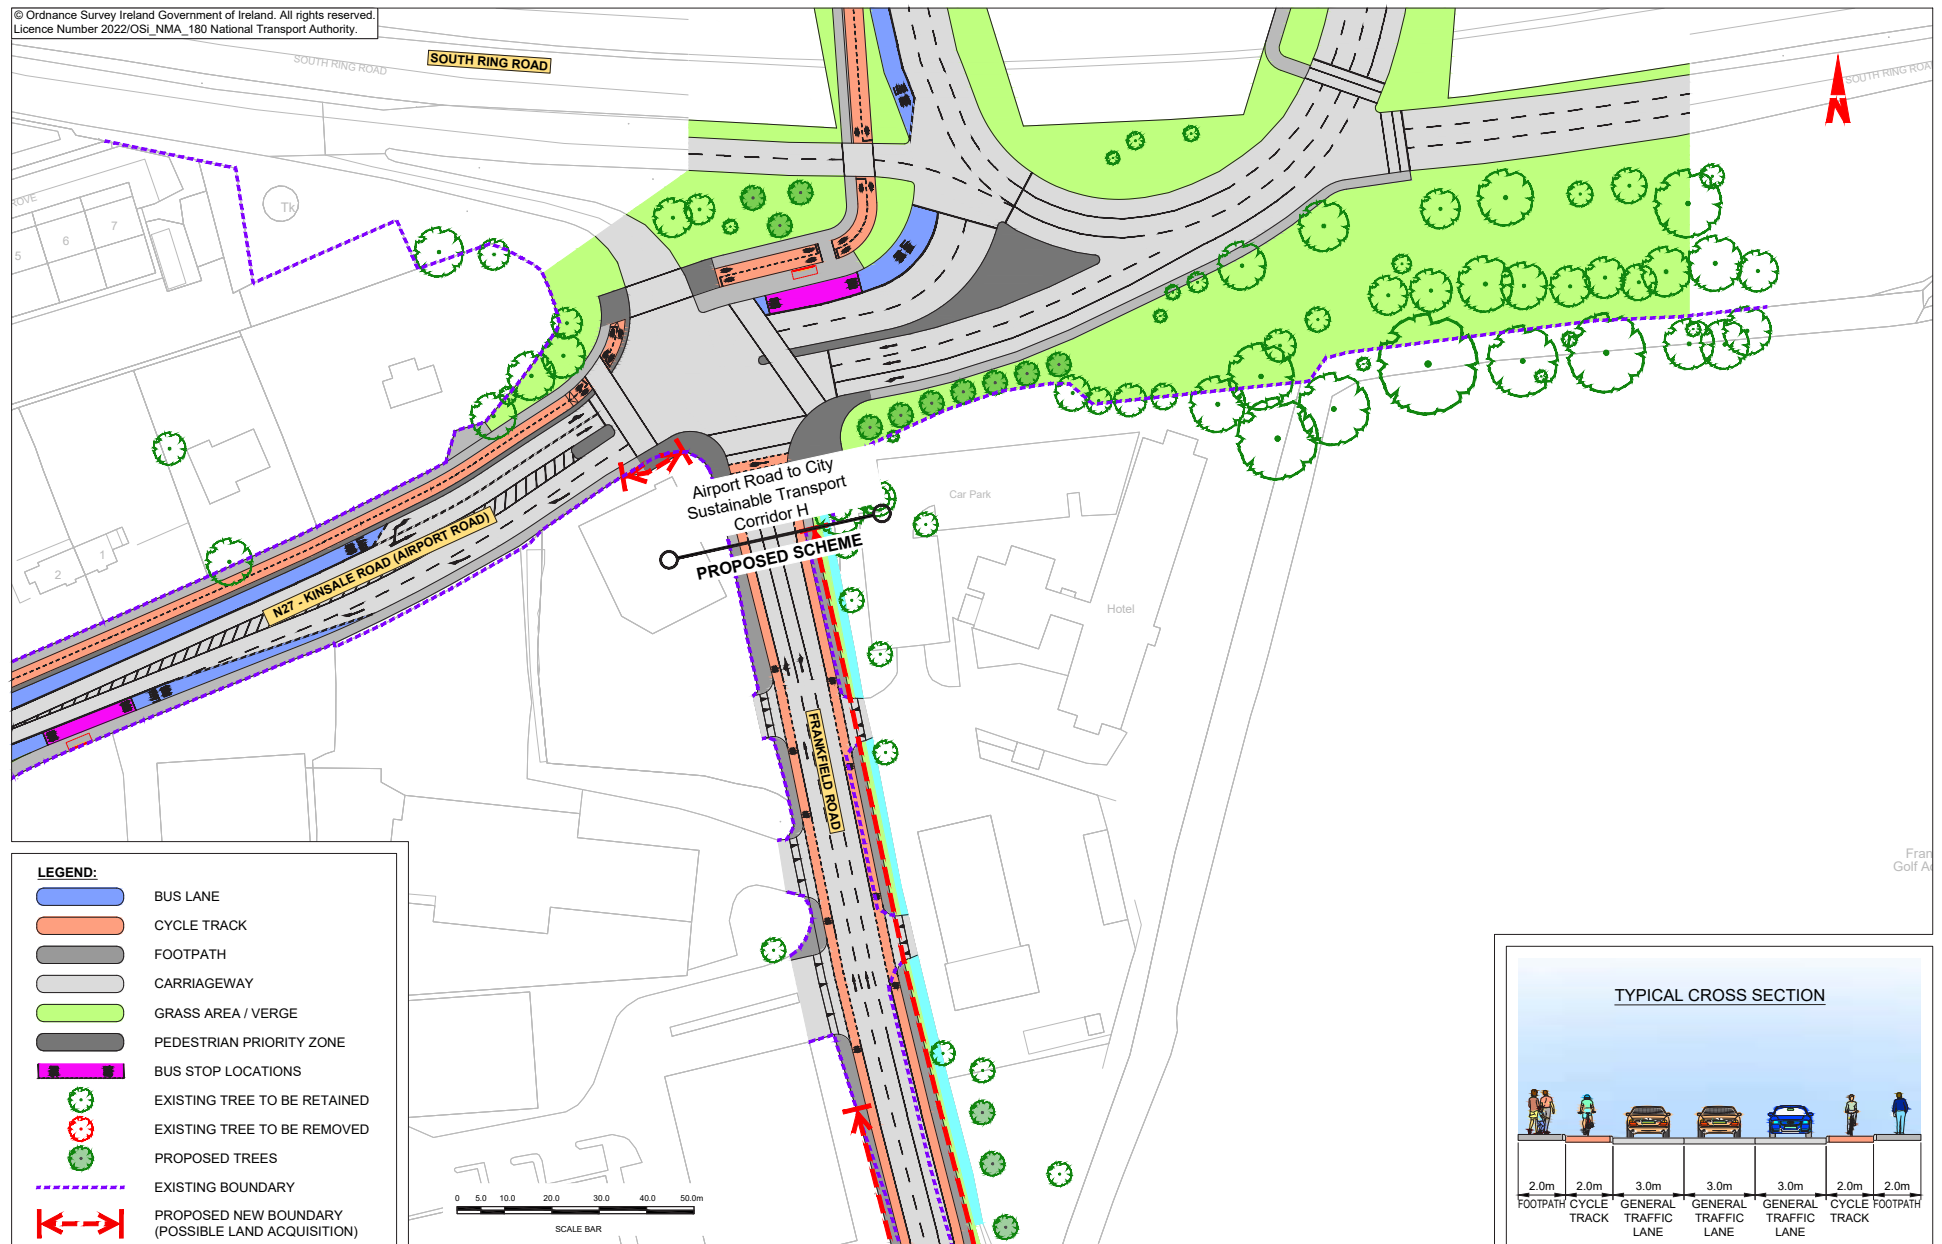 © Ordnance Survey Ireland Government of Ireland. All rights reserved.
Licence Number 2022/OSi_NMA_180 National Transport Authority.
SOUTH RING ROAD
SOUTH RING ROAD
SOUTH RING ROA
N
Tk
OVE
5
6
7
1
2
N27 - KINSALE ROAD (AIRPORT ROAD)
Airport Road to City
Sustainable Transport
Corridor H
PROPOSED SCHEME
Car Park
Hotel
FRANKFIELD ROAD
Fran
Golf A
LEGEND:
BUS LANE
CYCLE TRACK
FOOTPATH
CARRIAGEWAY
GRASS AREA / VERGE
PEDESTRIAN PRIORITY ZONE
BUS STOP LOCATIONS
EXISTING TREE TO BE RETAINED
EXISTING TREE TO BE REMOVED
PROPOSED TREES
EXISTING BOUNDARY
PROPOSED NEW BOUNDARY
(POSSIBLE LAND ACQUISITION)
0 5.0 10.0 20.0 30.0 40.0 50.0m
SCALE BAR
TYPICAL CROSS SECTION
2.0m 2.0m 3.0m 3.0m 3.0m 2.0m 2.0m
FOOTPATH CYCLE GENERAL GENERAL GENERAL CYCLE FOOTPATH
TRACK TRAFFIC TRAFFIC TRAFFIC TRACK
LANE LANE LANE